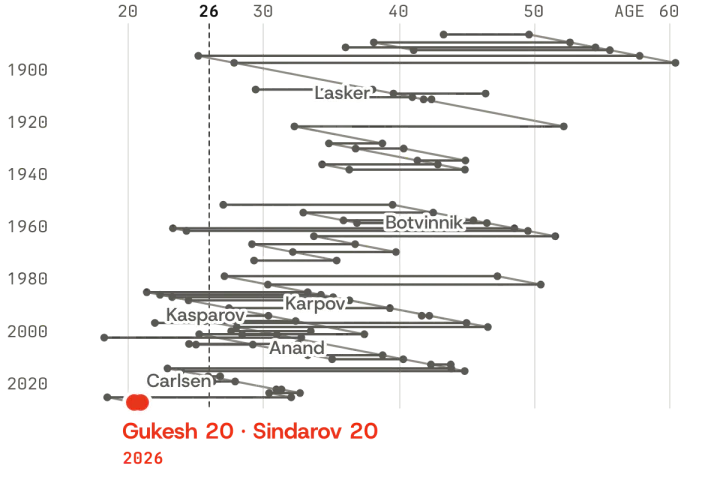 20 26 30 40 50 AGE 60
1900
Lasker
1920
1940
Botvinnik
1960
1980
Karpov
Kasparov
2000
Anand
Carlsen
2020
Gukesh 20 · Sindarov 20
2026